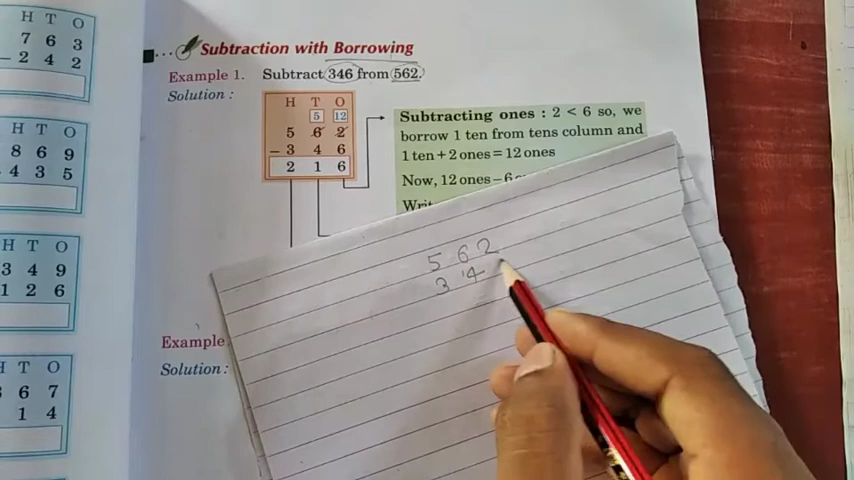 H T O
7 6 3
- 2 4 2
8 6 9
4 3 5
H T O
3 4 9
1 2 6
T O
6 7
1 4
Subtraction with Borrowing
Example 1. Subtract 346 from 562.
Solution :
H T O
5 12
5 6 2
- 3 4 6
2 1 6
Subtracting ones : 2 < 6 so, we
borrow 1 ten from tens column and
1 ten + 2 ones = 12 ones
Now, 12 ones – 6
Example
Solution :
5 6 2
3 4